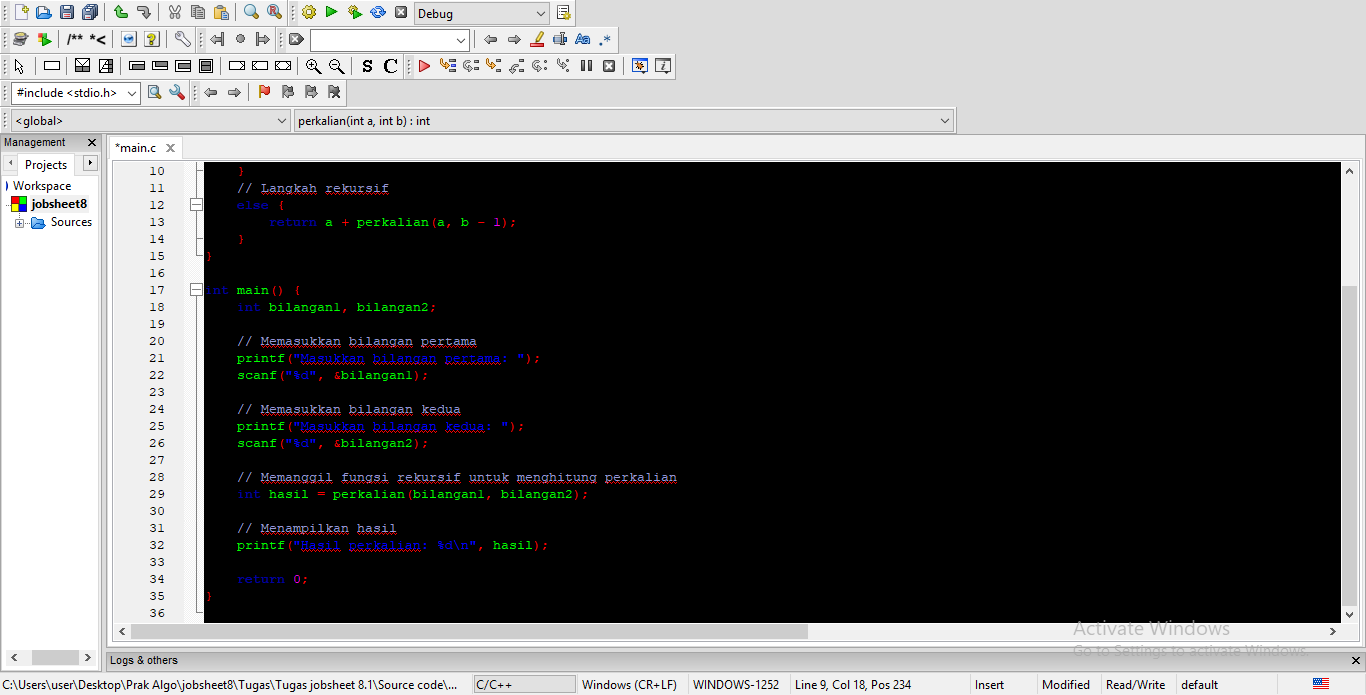 Debug
/** *<
Aa .*
S C
#include <stdio.h>
<global>
perkalian(int a, int b) : int
Management
*main.c
Projects
Workspace
jobsheet8
Sources
10 }
11 // Langkah rekursif
12 else {
13 return a + perkalian(a, b - 1);
14 }
15 }
16
17 int main() {
18 int bilangan1, bilangan2;
19
20 // Memasukkan bilangan pertama
21 printf("Masukkan bilangan pertama: ");
22 scanf("%d", &bilangan1);
23
24 // Memasukkan bilangan kedua
25 printf("Masukkan bilangan kedua: ");
26 scanf("%d", &bilangan2);
27
28 // Memanggil fungsi rekursif untuk menghitung perkalian
29 int hasil = perkalian(bilangan1, bilangan2);
30
31 // Menampilkan hasil
32 printf("Hasil perkalian: %d\n", hasil);
33
34 return 0;
35 }
36
Activate Windows
Go to Settings to activate Windows.
Logs & others
C:\Users\user\Desktop\Prak Algo\jobsheet8\Tugas\Tugas jobsheet 8.1\Source code\... C/C++ Windows (CR+LF) WINDOWS-1252 Line 9, Col 18, Pos 234 Insert Modified Read/Write default